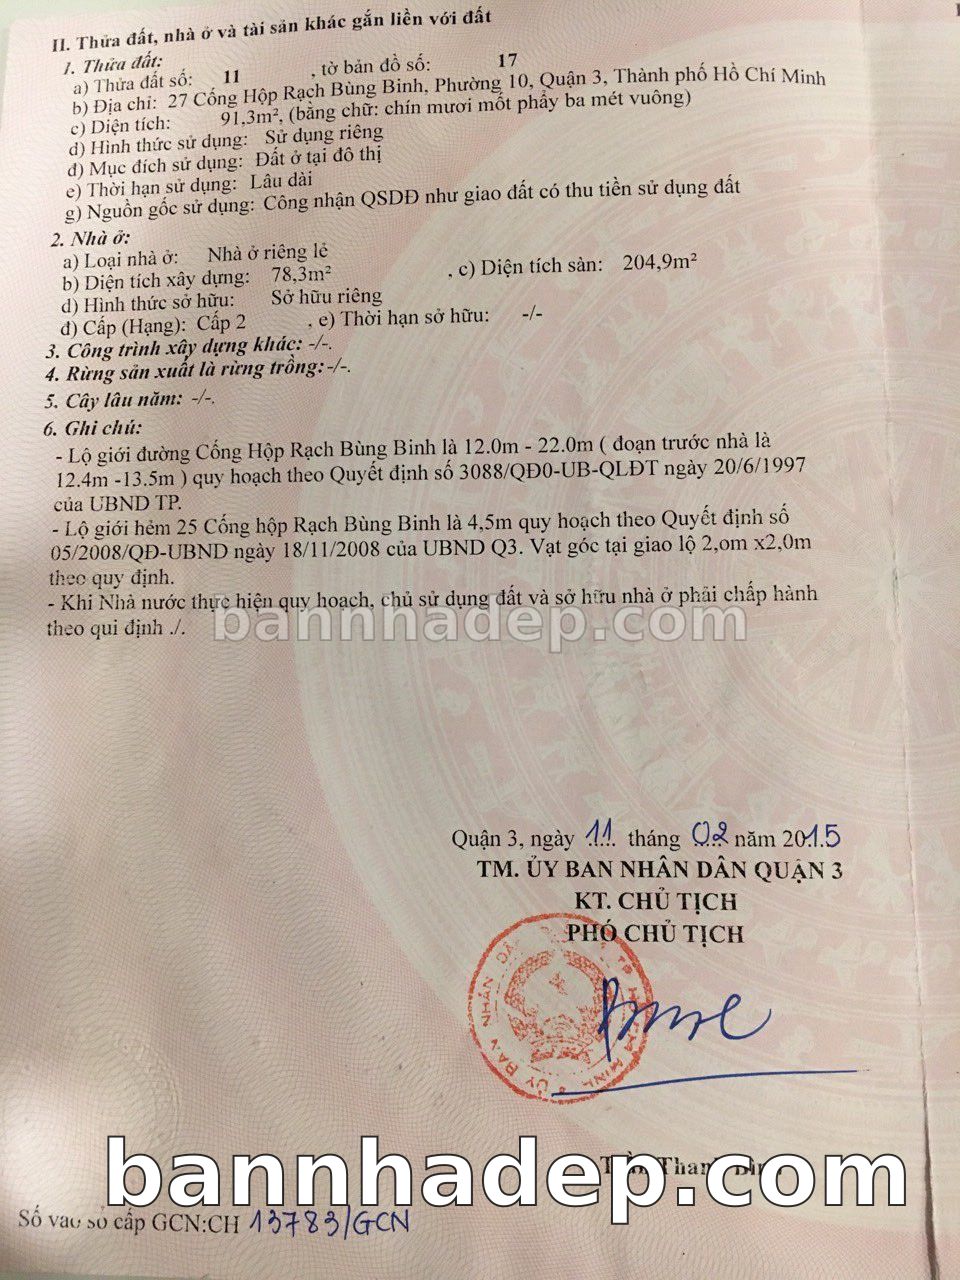 II. Thửa đất, nhà ở và tài sản khác gắn liền với đất
1. Thửa đất:
a) Thửa đất số: 11 , tờ bản đồ số: 17
b) Địa chỉ: 27 Cống Hộp Rạch Bùng Binh, Phường 10, Quận 3, Thành phố Hồ Chí Minh
c) Diện tích: 91,3m², (bằng chữ: chín mươi mốt phẩy ba mét vuông)
d) Hình thức sử dụng: Sử dụng riêng
đ) Mục đích sử dụng: Đất ở tại đô thị
e) Thời hạn sử dụng: Lâu dài
g) Nguồn gốc sử dụng: Công nhận QSDĐ như giao đất có thu tiền sử dụng đất
2. Nhà ở:
a) Loại nhà ở: Nhà ở riêng lẻ
b) Diện tích xây dựng: 78,3m² , c) Diện tích sàn: 204,9m²
d) Hình thức sở hữu: Sở hữu riêng
đ) Cấp (Hạng): Cấp 2 , e) Thời hạn sở hữu: -/-
3. Công trình xây dựng khác: -/-.
4. Rừng sản xuất là rừng trồng:-/-.
5. Cây lâu năm: -/-.
6. Ghi chú:
- Lộ giới đường Cống Hộp Rạch Bùng Binh là 12.0m - 22.0m ( đoạn trước nhà là
12.4m -13.5m ) quy hoạch theo Quyết định số 3088/QĐ0-UB-QLĐT ngày 20/6/1997
của UBND TP.
- Lộ giới hẻm 25 Cống hộp Rạch Bùng Binh là 4,5m quy hoạch theo Quyết định số
05/2008/QĐ-UBND ngày 18/11/2008 của UBND Q3. Vạt góc tại giao lộ 2,om x2,0m
theo quy định.
- Khi Nhà nước thực hiện quy hoạch, chủ sử dụng đất và sở hữu nhà ở phải chấp hành
theo qui định ./.
bannhadep.com
Quận 3, ngày 11 tháng 02 năm 2015
TM. ỦY BAN NHÂN DÂN QUẬN 3
KT. CHỦ TỊCH
PHÓ CHỦ TỊCH
ỦY BAN NHÂN DÂN TP HỒ CHÍ MINH
bannhadep.com
Số vào sổ cấp GCN:CH 13783/GCN